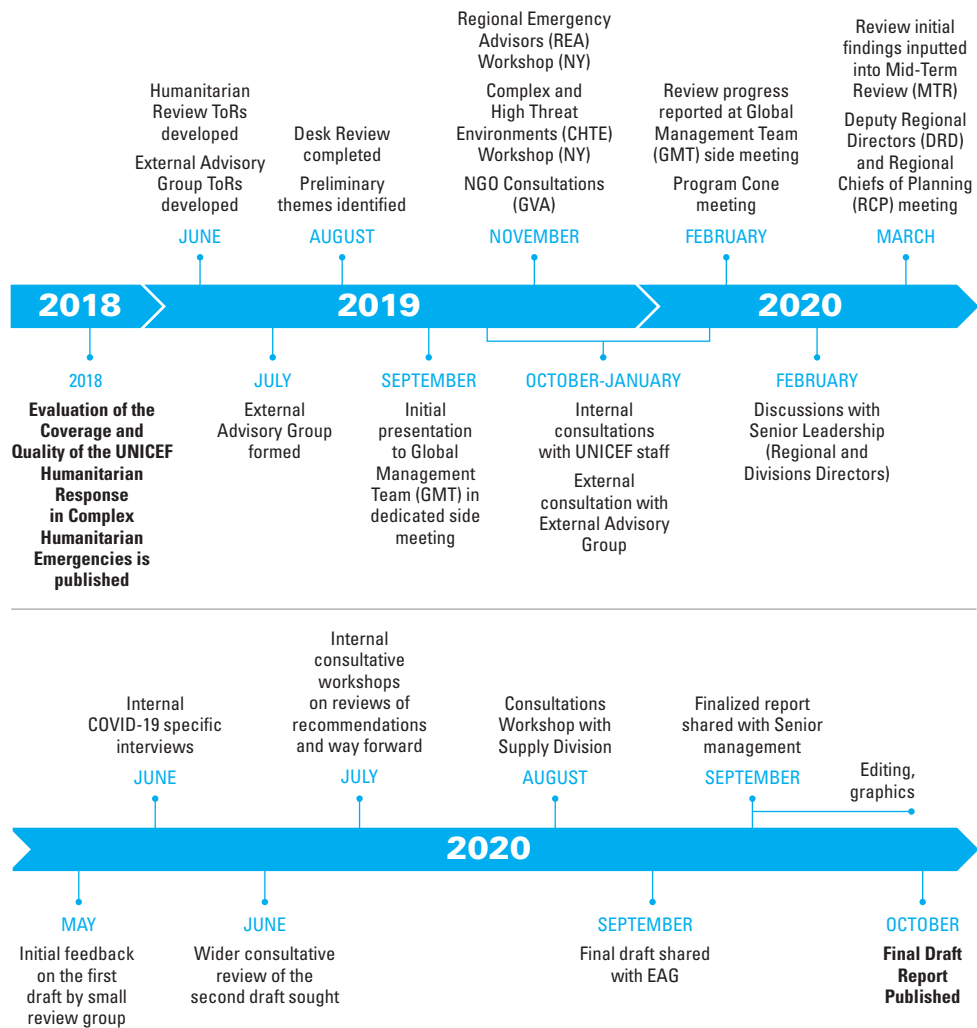 Humanitarian
Review ToRs
developed
External Advisory
Group ToRs
developed
JUNE
Desk Review
completed
Preliminary
themes identified
AUGUST
Regional Emergency
Advisors (REA)
Workshop (NY)
Complex and
High Threat
Environments (CHTE)
Workshop (NY)
NGO Consultations
(GVA)
NOVEMBER
Review progress
reported at Global
Management Team
(GMT) side meeting
Program Cone
meeting
FEBRUARY
Review initial
findings inputted
into Mid-Term
Review (MTR)
Deputy Regional
Directors (DRD)
and Regional
Chiefs of Planning
(RCP) meeting
MARCH
2018
2019
2020
2018
Evaluation of the
Coverage and
Quality of the UNICEF
Humanitarian
Response
in Complex
Humanitarian
Emergencies is
published
JULY
External
Advisory Group
formed
SEPTEMBER
Initial
presentation
to Global
Management
Team (GMT) in
dedicated side
meeting
OCTOBER-JANUARY
Internal
consultations
with UNICEF staff
External
consultation with
External Advisory
Group
FEBRUARY
Discussions with
Senior Leadership
(Regional and
Divisions Directors)
Internal
COVID-19 specific
interviews
JUNE
Internal
consultative
workshops
on reviews of
recommendations
and way forward
JULY
Consultations
Workshop with
Supply Division
AUGUST
Finalized report
shared with Senior
management
SEPTEMBER
Editing,
graphics
2020
MAY
Initial feedback
on the first
draft by small
review group
JUNE
Wider consultative
review of the
second draft sought
SEPTEMBER
Final draft shared
with EAG
OCTOBER
Final Draft
Report
Published